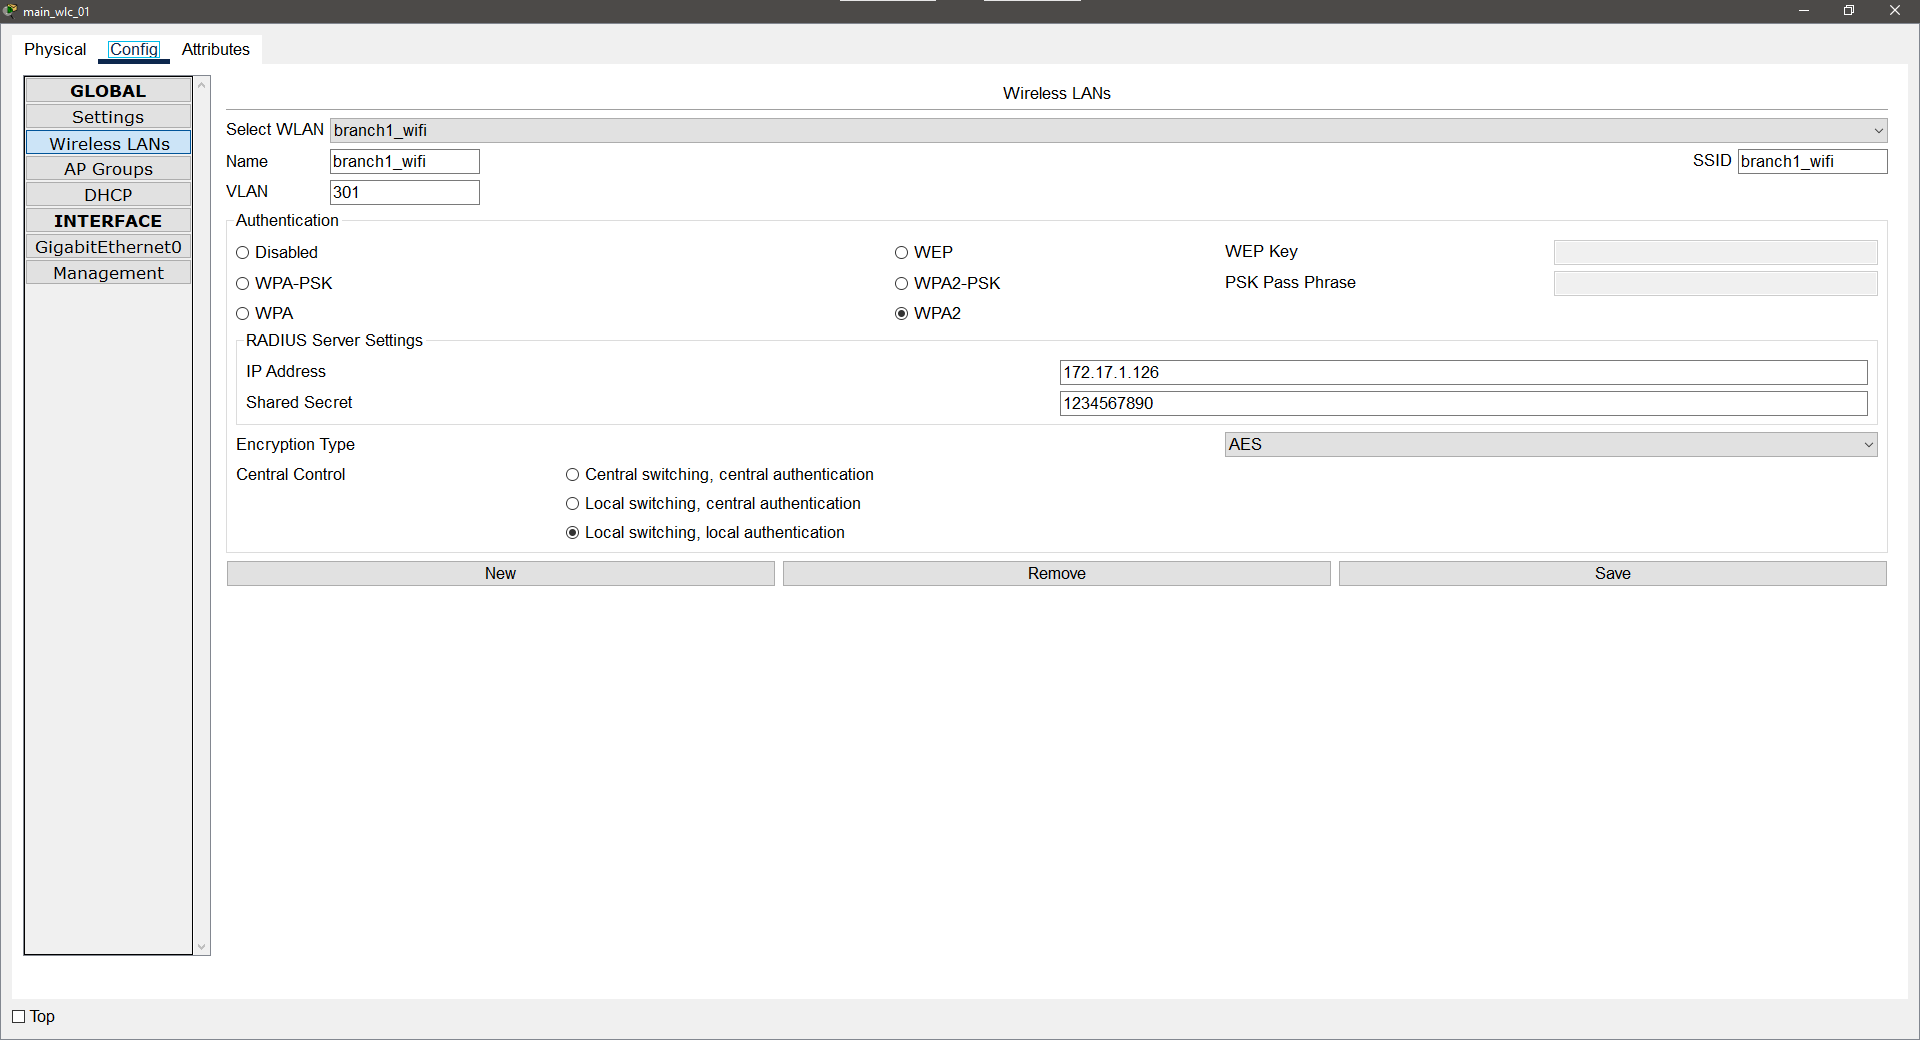 main_wlc_01
Physical Config Attributes
GLOBAL
Settings
Wireless LANs
AP Groups
DHCP
INTERFACE
GigabitEthernet0
Management
Wireless LANs
Select WLAN branch1_wifi
Name branch1_wifi SSID branch1_wifi
VLAN 301
Authentication
Disabled WEP WEP Key
WPA-PSK WPA2-PSK PSK Pass Phrase
WPA WPA2
RADIUS Server Settings
IP Address 172.17.1.126
Shared Secret 1234567890
Encryption Type AES
Central Control Central switching, central authentication
Local switching, central authentication
Local switching, local authentication
New Remove Save
Top